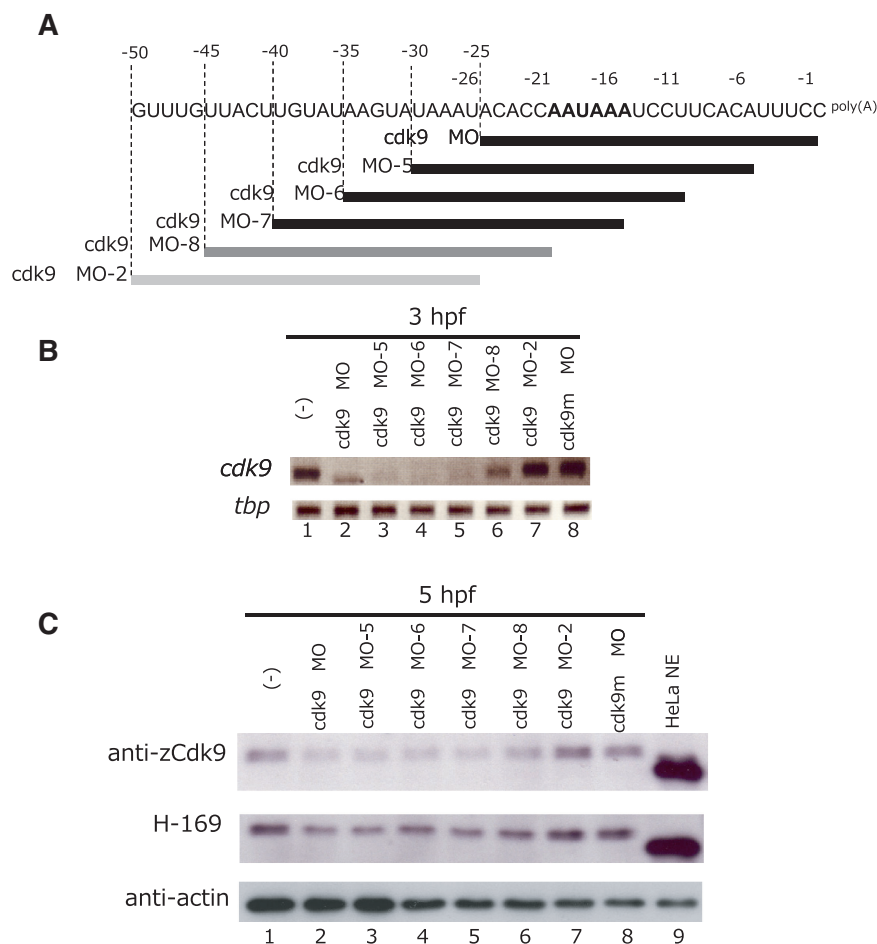 A
-50 -45 -40 -35 -30 -25
-26 -21 -16 -11 -6 -1
GUUUGUUACUUGUAUAAGUAUAAAUACACCAAUAAAUCCUUCACAUUUCC poly(A)
cdk9 MO
cdk9 MO-5
cdk9 MO-6
cdk9 MO-7
cdk9 MO-8
cdk9 MO-2
B
3 hpf
(-) cdk9 MO cdk9 MO-5 cdk9 MO-6 cdk9 MO-7 cdk9 MO-8 cdk9 MO-2 cdk9m MO
cdk9
tbp
1 2 3 4 5 6 7 8
C
5 hpf
(-) cdk9 MO cdk9 MO-5 cdk9 MO-6 cdk9 MO-7 cdk9 MO-8 cdk9 MO-2 cdk9m MO HeLa NE
anti-zCdk9
H-169
anti-actin
1 2 3 4 5 6 7 8 9